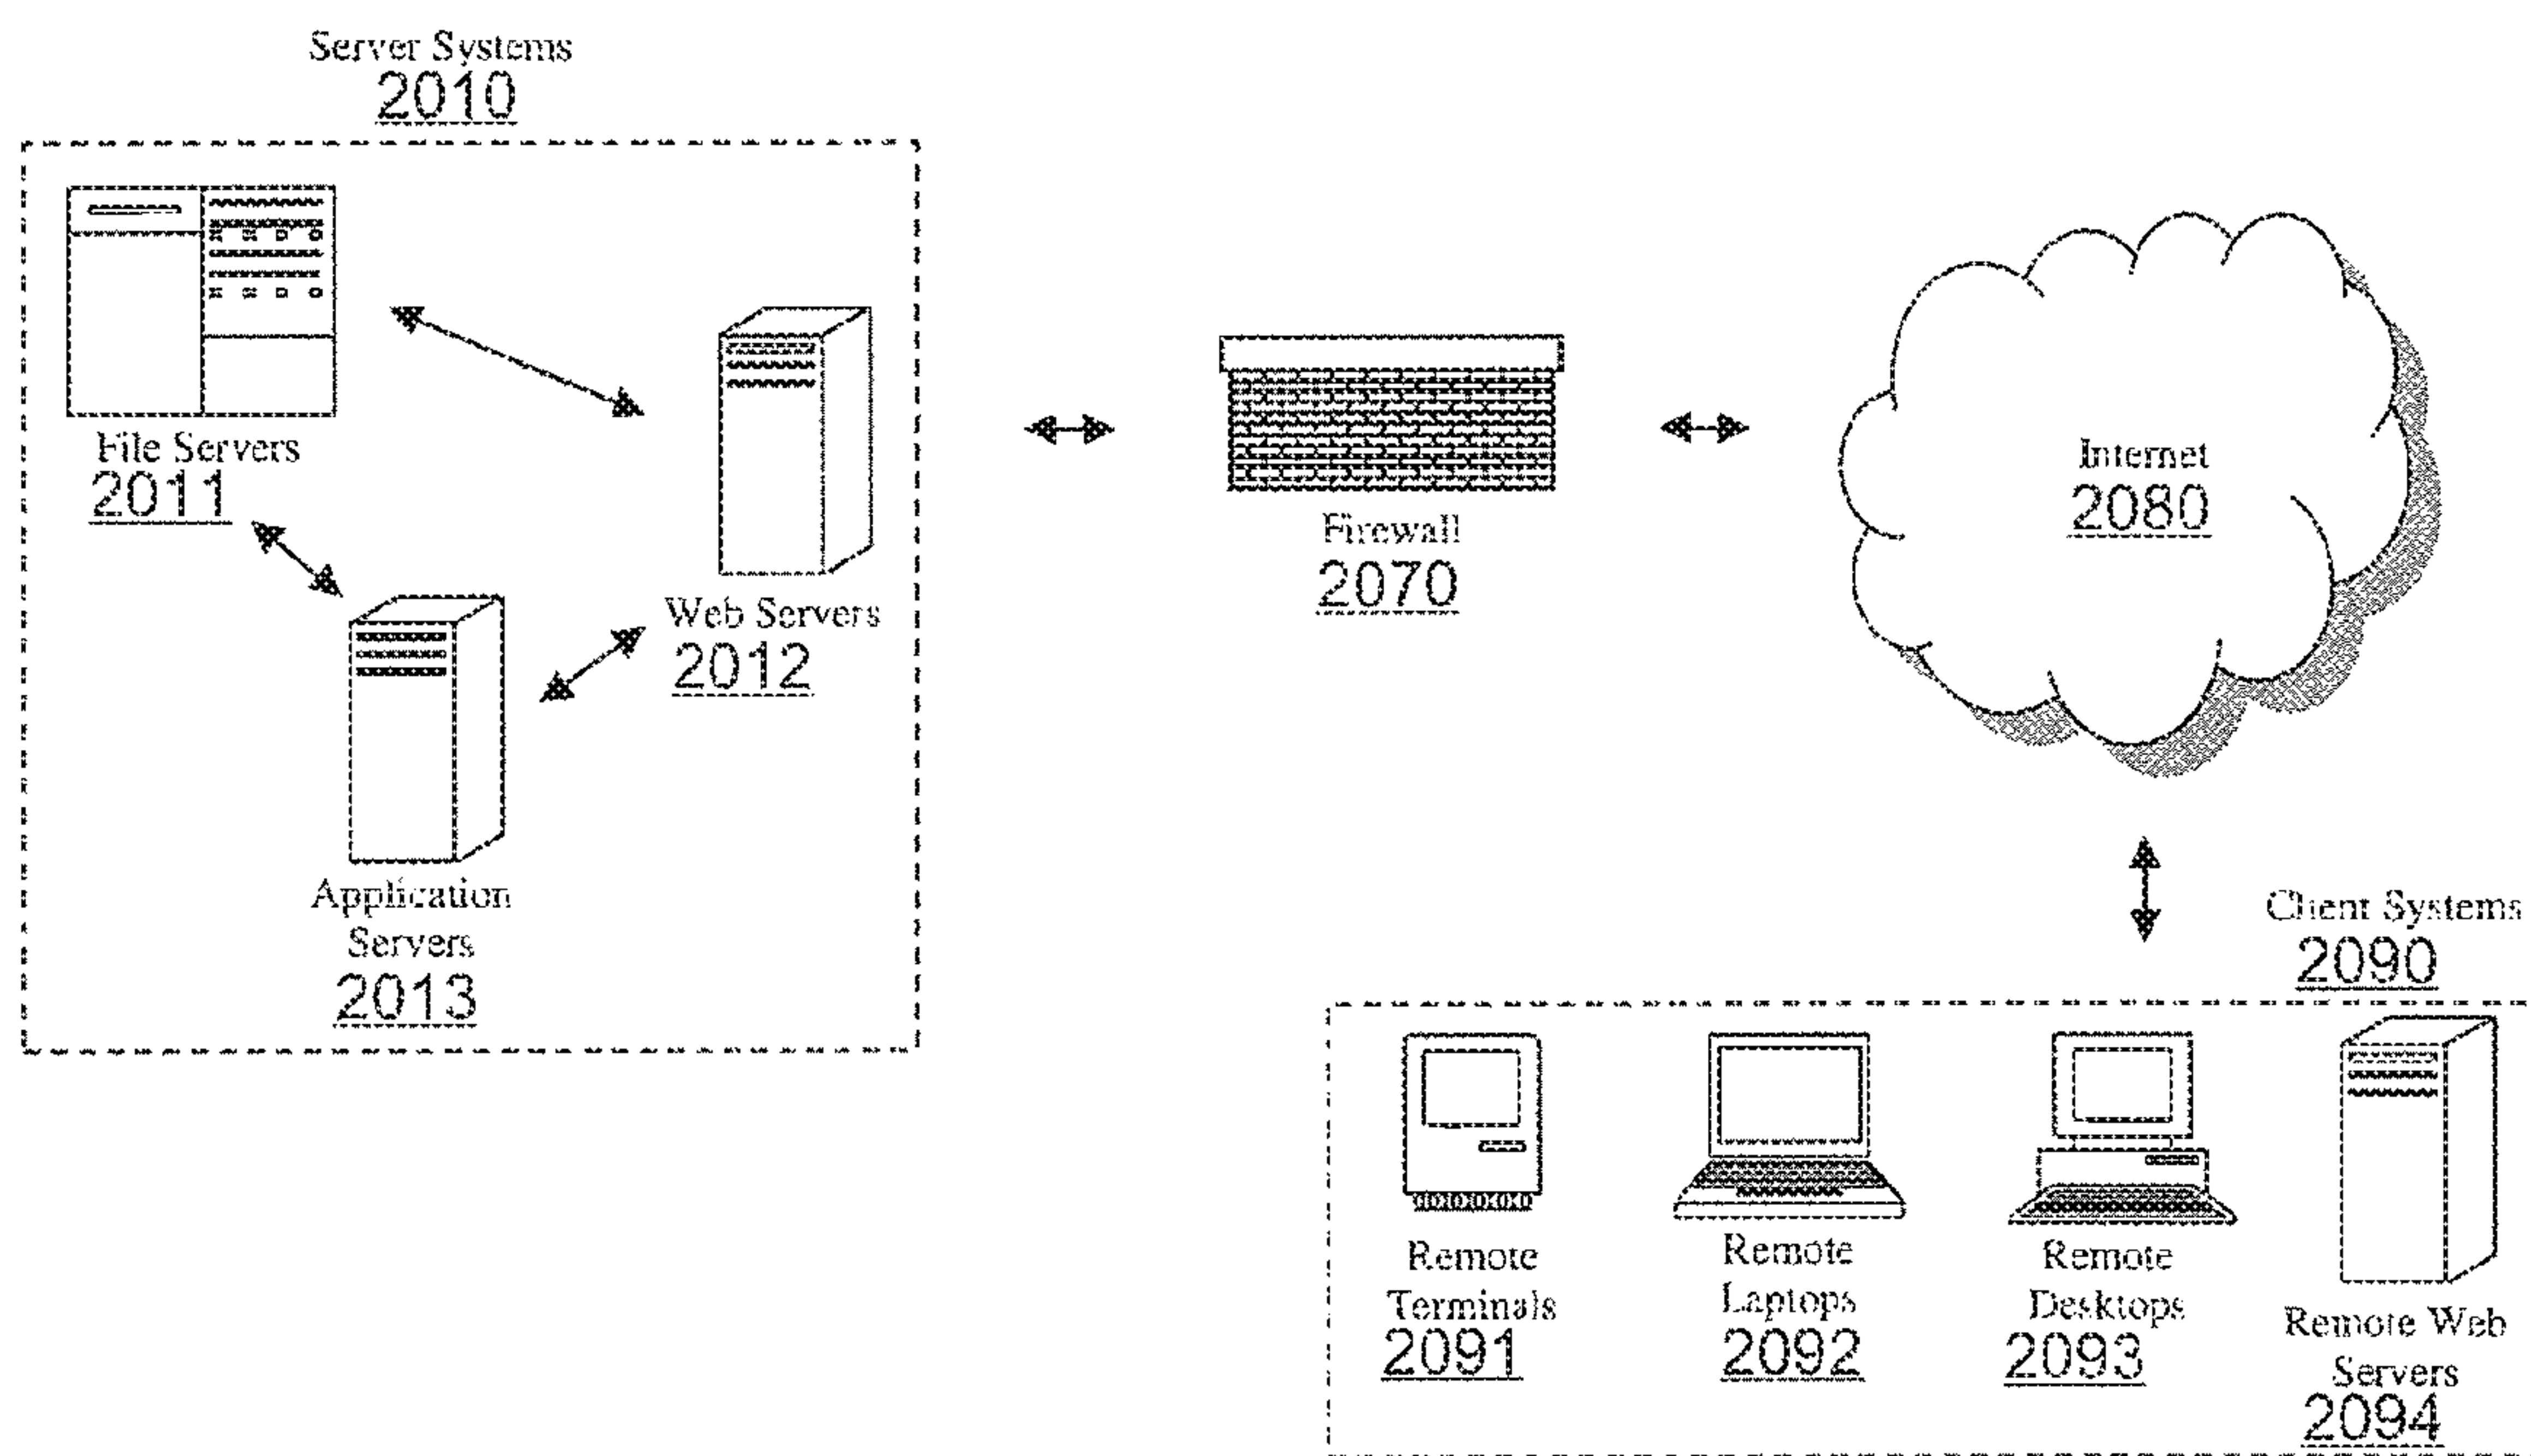 Server Systems
2010
File Servers
2011
Web Servers
2012
Application
Servers
2013
Firewall
2070
Internet
2080
Client Systems
2090
Remote
Terminals
2091
Remote
Laptops
2092
Remote
Desktops
2093
Remote Web
Servers
2094